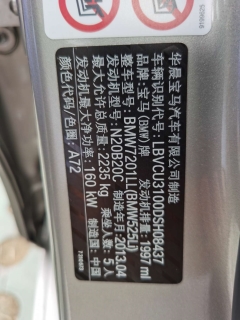 华晨宝马汽车有限公司制造
车辆识别代号: LBVCU3100DSH08437
品牌: 宝马 (BMW) 牌 发动机排量: 1997 ml
整车型号: BMW7201LL(BMW525Li)
发动机型号: N20B20C 制造年月: 2013.04
最大允许总质量: 2235 kg 乘坐人数: 5 人
发动机最大净功率: 160 kW 制造国: 中国
颜色代码/色图: A72